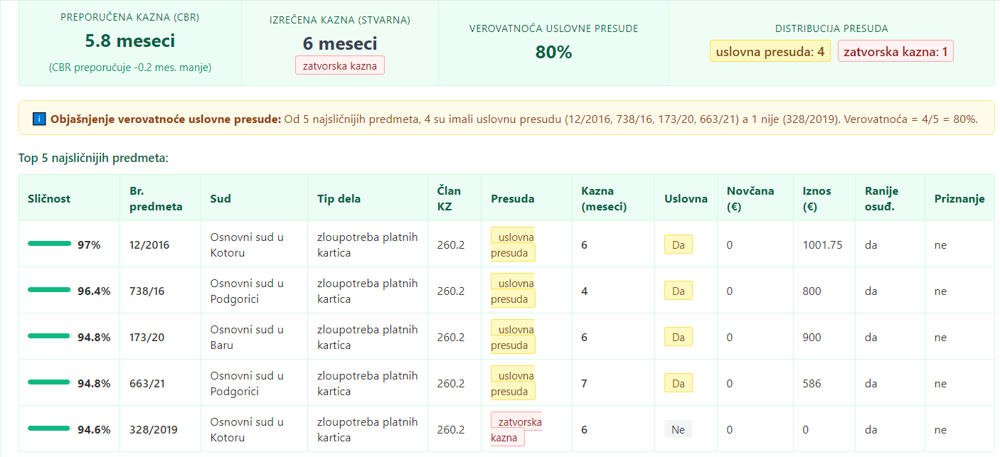 PREPORUČENA KAZNA (CBR)
5.8 meseci
(CBR preporučuje -0.2 mes. manje)
IZREČENA KAZNA (STVARNA)
6 meseci
zatvorska kazna
VEROVATNOĆA USLOVNE PRESUDE
80%
DISTRIBUCIJA PRESUDA
uslovna presuda: 4 zatvorska kazna: 1
i Objašnjenje verovatnoće uslovne presude: Od 5 najsličnijih predmeta, 4 su imali uslovnu presudu (12/2016, 738/16, 173/20, 663/21) a 1 nije (328/2019). Verovatnoća = 4/5 = 80%.
Top 5 najsličnijih predmeta:
Sličnost
Br.
predmeta
Sud
Tip dela
Član
KZ
Presuda
Kazna
(meseci)
Uslovna
Novčana
(€)
Iznos
(€)
Ranije
osuđ.
Priznanje
97%
12/2016
Osnovni sud u
Kotoru
zloupotreba platnih
kartica
260.2
uslovna
presuda
6
Da
0
1001.75
da
ne
96.4%
738/16
Osnovni sud u
Podgorici
zloupotreba platnih
kartica
260.2
uslovna
presuda
4
Da
0
800
da
ne
94.8%
173/20
Osnovni sud u
Baru
zloupotreba platnih
kartica
260.2
uslovna
presuda
6
Da
0
900
da
ne
94.8%
663/21
Osnovni sud u
Podgorici
zloupotreba platnih
kartica
260.2
uslovna
presuda
7
Da
0
586
da
ne
94.6%
328/2019
Osnovni sud u
Kotoru
zloupotreba platnih
kartica
260.2
zatvorska
kazna
6
Ne
0
0
da
ne